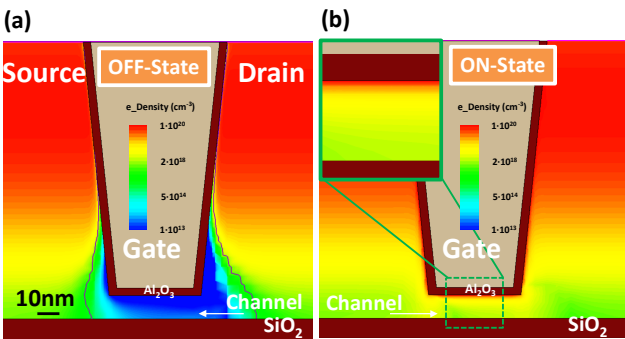 (a)
Source
OFF-State
Drain
e_Density (cm⁻³)
1·10²⁰
2·10¹⁸
5·10¹⁴
1·10¹³
Gate
Al₂O₃
10nm
Channel
SiO₂
(b)
ON-State
e_Density (cm⁻³)
1·10²⁰
2·10¹⁸
5·10¹⁴
1·10¹³
Gate
Al₂O₃
Channel
SiO₂